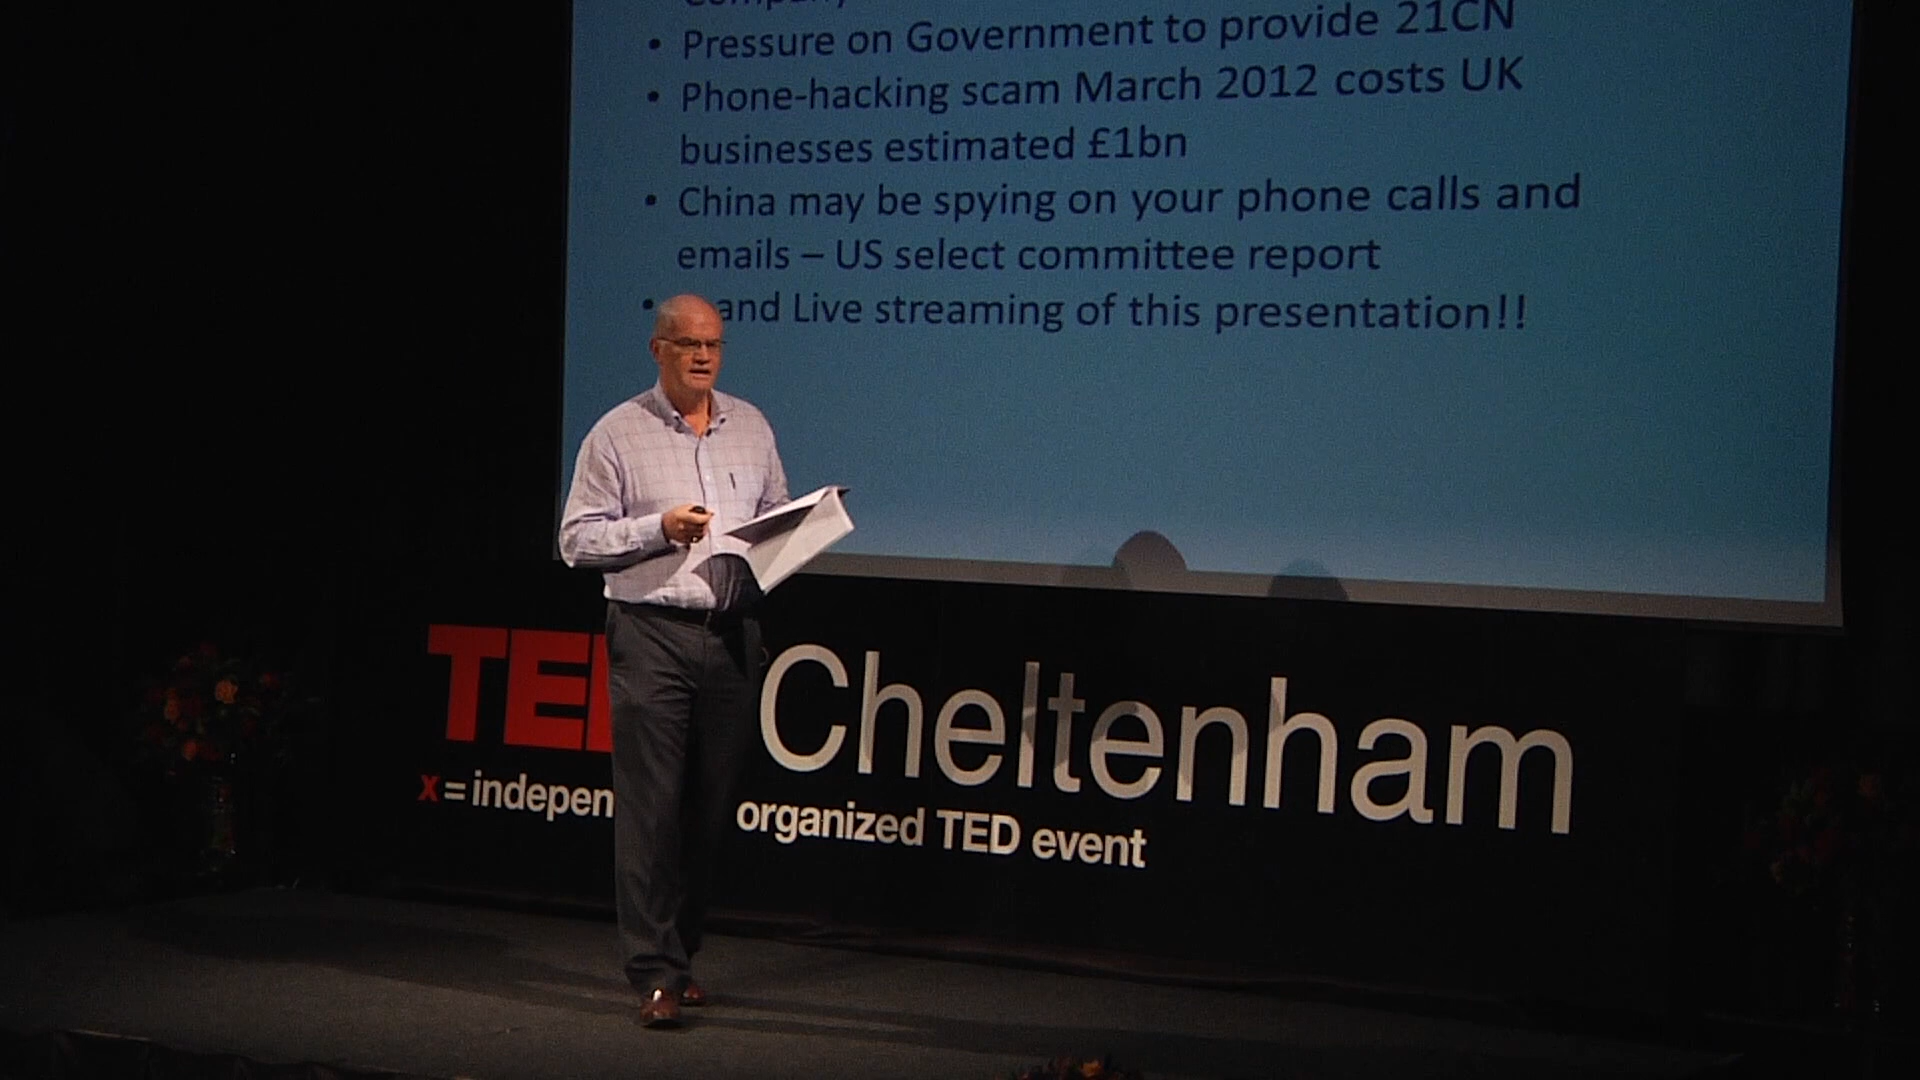 Company
• Pressure on Government to provide 21CN
• Phone-hacking scam March 2012 costs UK
businesses estimated £1bn
• China may be spying on your phone calls and
emails – US select committee report
• and Live streaming of this presentation!!
TED Cheltenham
x = indepen organized TED event